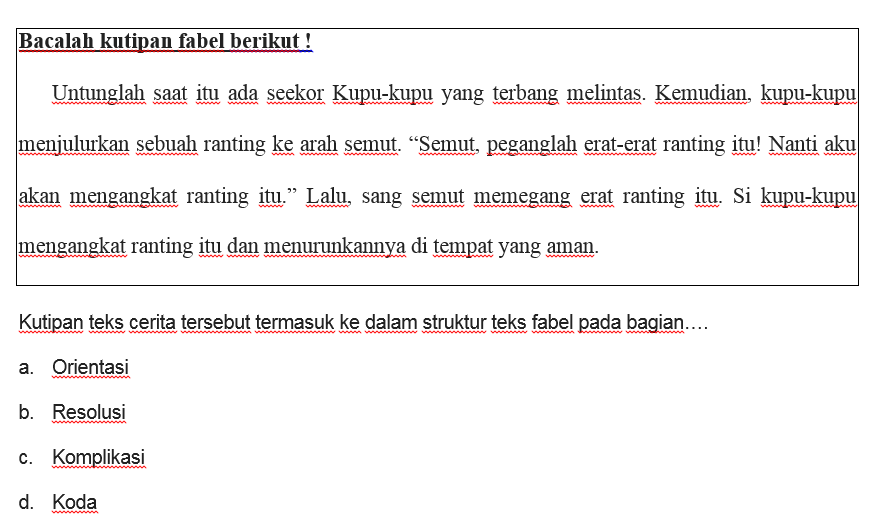 Bacalah kutipan fabel berikut !
Untunglah saat itu ada seekor Kupu-kupu yang terbang melintas. Kemudian, kupu-kupu
menjulurkan sebuah ranting ke arah semut. “Semut, peganglah erat-erat ranting itu! Nanti aku
akan mengangkat ranting itu.” Lalu, sang semut memegang erat ranting itu. Si kupu-kupu
mengangkat ranting itu dan menurunkannya di tempat yang aman.
Kutipan teks cerita tersebut termasuk ke dalam struktur teks fabel pada bagian….
a. Orientasi
b. Resolusi
c. Komplikasi
d. Koda